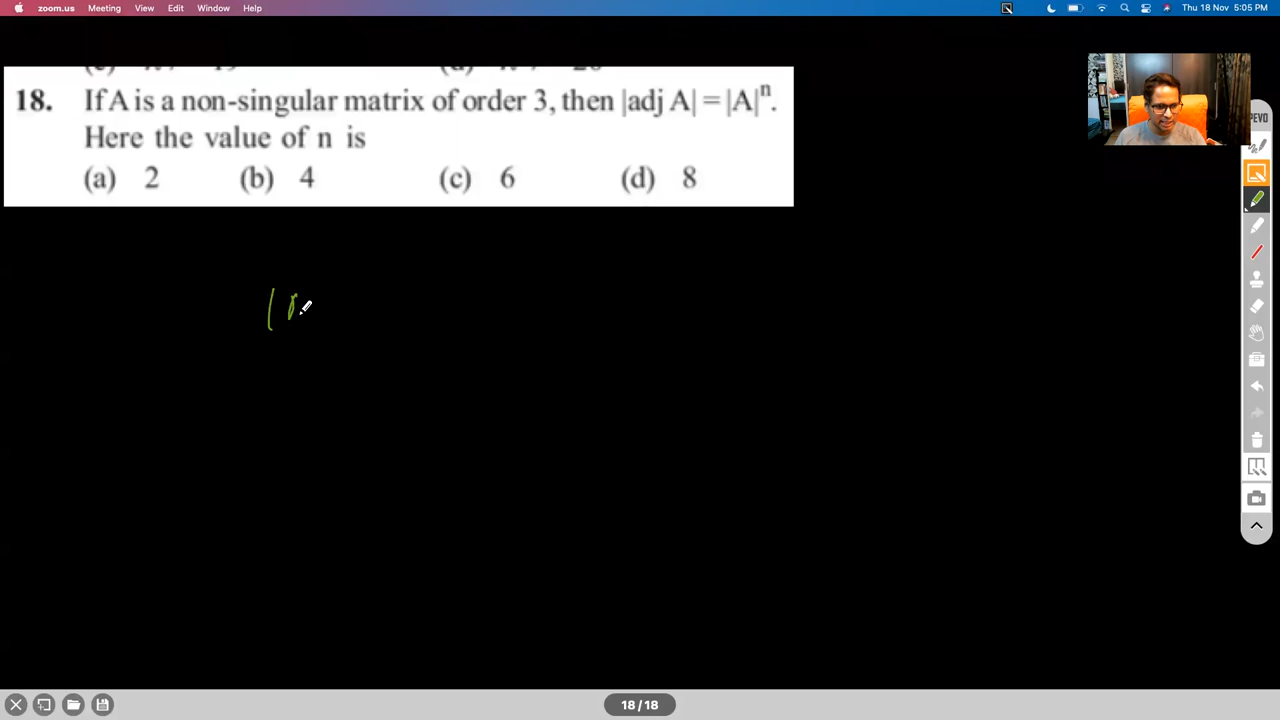 zoom.us Meeting View Edit Window Help Thu 18 Nov 5:05 PM
18. If A is a non-singular matrix of order 3, then |adj A| = |A|ⁿ.
Here the value of n is
(a) 2 (b) 4 (c) 6 (d) 8
18 / 18